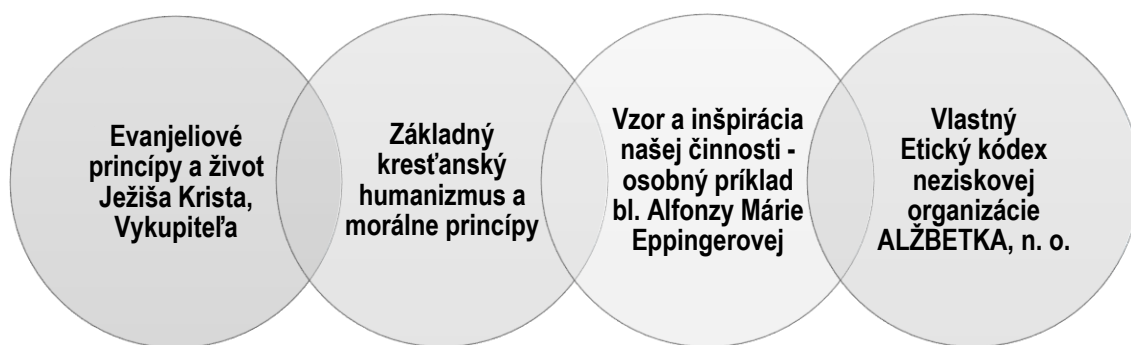 Evanjeliové
princípy a život
Ježiša Krista,
Vykupiteľa
Základný
kresťanský
humanizmus a
morálne princípy
Vzor a inšpirácia
našej činnosti -
osobný príklad
bl. Alfonzy Márie
Eppingerovej
Vlastný
Etický kódex
neziskovej
organizácie
ALŽBETKA, n. o.